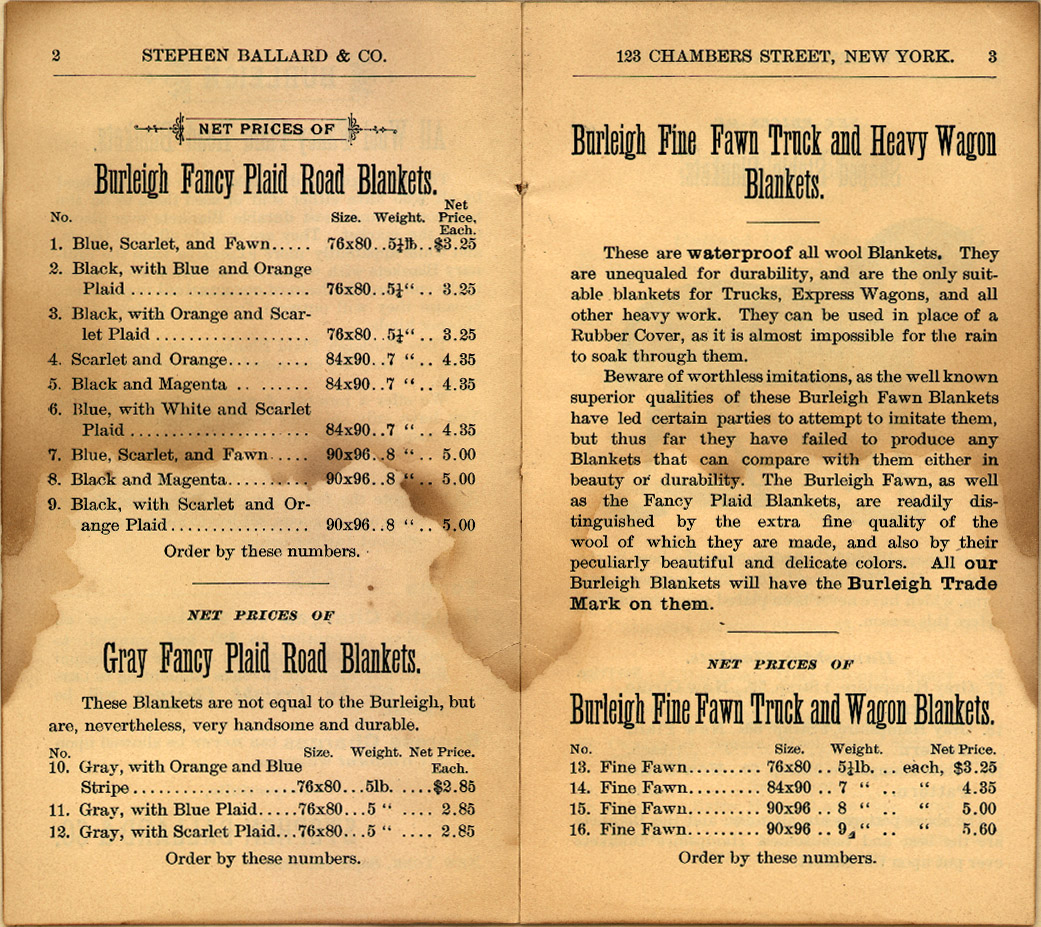 2 STEPHEN BALLARD & CO.
NET PRICES OF
Burleigh Fancy Plaid Road Blankets.
No. Size. Weight. Net Price, Each.
1. Blue, Scarlet, and Fawn..... 76x80..5¼lb..$3.25
2. Black, with Blue and Orange
Plaid ...... ................ 76x80..5¼“.. 3.25
3. Black, with Orange and Scar-
let Plaid .................... 76x80..5¼“.. 3.25
4. Scarlet and Orange.... .... 84x90..7 “.. 4.35
5. Black and Magenta .. ...... 84x90..7 “.. 4.35
6. Blue, with White and Scarlet
Plaid ....................... 84x90..7 “.. 4.35
7. Blue, Scarlet, and Fawn..... 90x96..8 “.. 5.00
8. Black and Magenta.......... 90x96..8 “.. 5.00
9. Black, with Scarlet and Or-
ange Plaid................. 90x96..8 “.. 5.00
Order by these numbers.
NET PRICES OF
Gray Fancy Plaid Road Blankets.
These Blankets are not equal to the Burleigh, but
are, nevertheless, very handsome and durable.
No. Size. Weight. Net Price.
10. Gray, with Orange and Blue Each.
Stripe................ ....76x80...5lb. ....$2.85
11. Gray, with Blue Plaid......76x80...5 “ .... 2.85
12. Gray, with Scarlet Plaid...76x80...5 “ .... 2.85
Order by these numbers.
123 CHAMBERS STREET, NEW YORK. 3
Burleigh Fine Fawn Truck and Heavy Wagon
Blankets.
These are waterproof all wool Blankets. They
are unequaled for durability, and are the only suit-
able blankets for Trucks, Express Wagons, and all
other heavy work. They can be used in place of a
Rubber Cover, as it is almost impossible for the rain
to soak through them.
Beware of worthless imitations, as the well known
superior qualities of these Burleigh Fawn Blankets
have led certain parties to attempt to imitate them,
but thus far they have failed to produce any
Blankets that can compare with them either in
beauty or durability. The Burleigh Fawn, as well
as the Fancy Plaid Blankets, are readily dis-
tinguished by the extra fine quality of the
wool of which they are made, and also by their
peculiarly beautiful and delicate colors. All our
Burleigh Blankets will have the Burleigh Trade
Mark on them.
NET PRICES OF
Burleigh Fine Fawn Truck and Wagon Blankets.
No. Size. Weight. Net Price.
13. Fine Fawn......... 76x80 .. 5¼lb. .. each, $3.25
14. Fine Fawn......... 84x90 .. 7 “ .. “ 4.35
15. Fine Fawn......... 90x96 .. 8 “ .. “ 5.00
16. Fine Fawn......... 90x96 .. 9 “ .. “ 5.60
Order by these numbers.